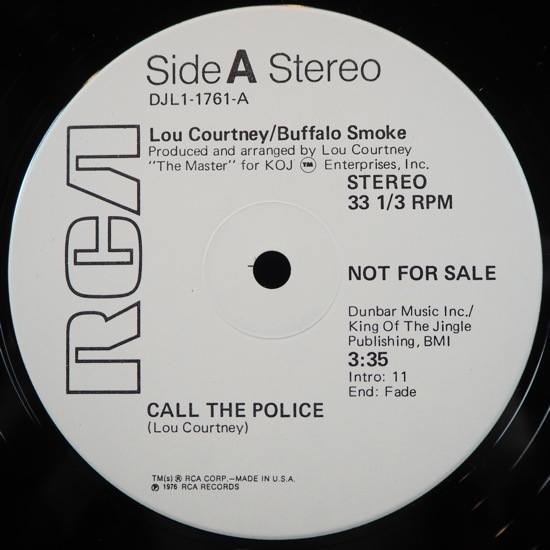 Side A Stereo
DJL1-1761-A
RCA
Lou Courtney/Buffalo Smoke
Produced and arranged by Lou Courtney
"The Master" for KOJ TM Enterprises, Inc.
STEREO
33 1/3 RPM
NOT FOR SALE
Dunbar Music Inc./
King Of The Jingle
Publishing, BMI
3:35
Intro: 11
End: Fade
CALL THE POLICE
(Lou Courtney)
TM(s) ® RCA CORP.—MADE IN U.S.A.
℗ 1976 RCA RECORDS